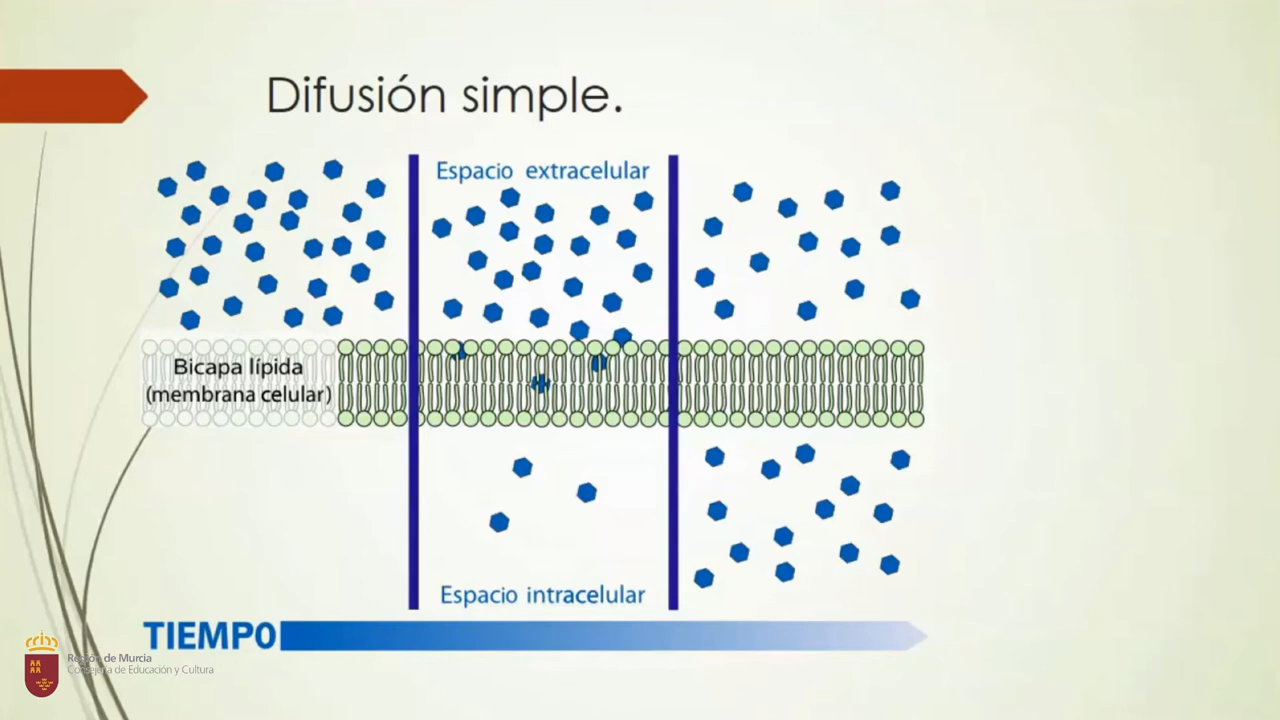 Difusión simple.
Espacio extracelular
Bicapa lípida
(membrana celular)
Espacio intracelular
TIEMPO
Región de Murcia
Consejería de Educación y Cultura